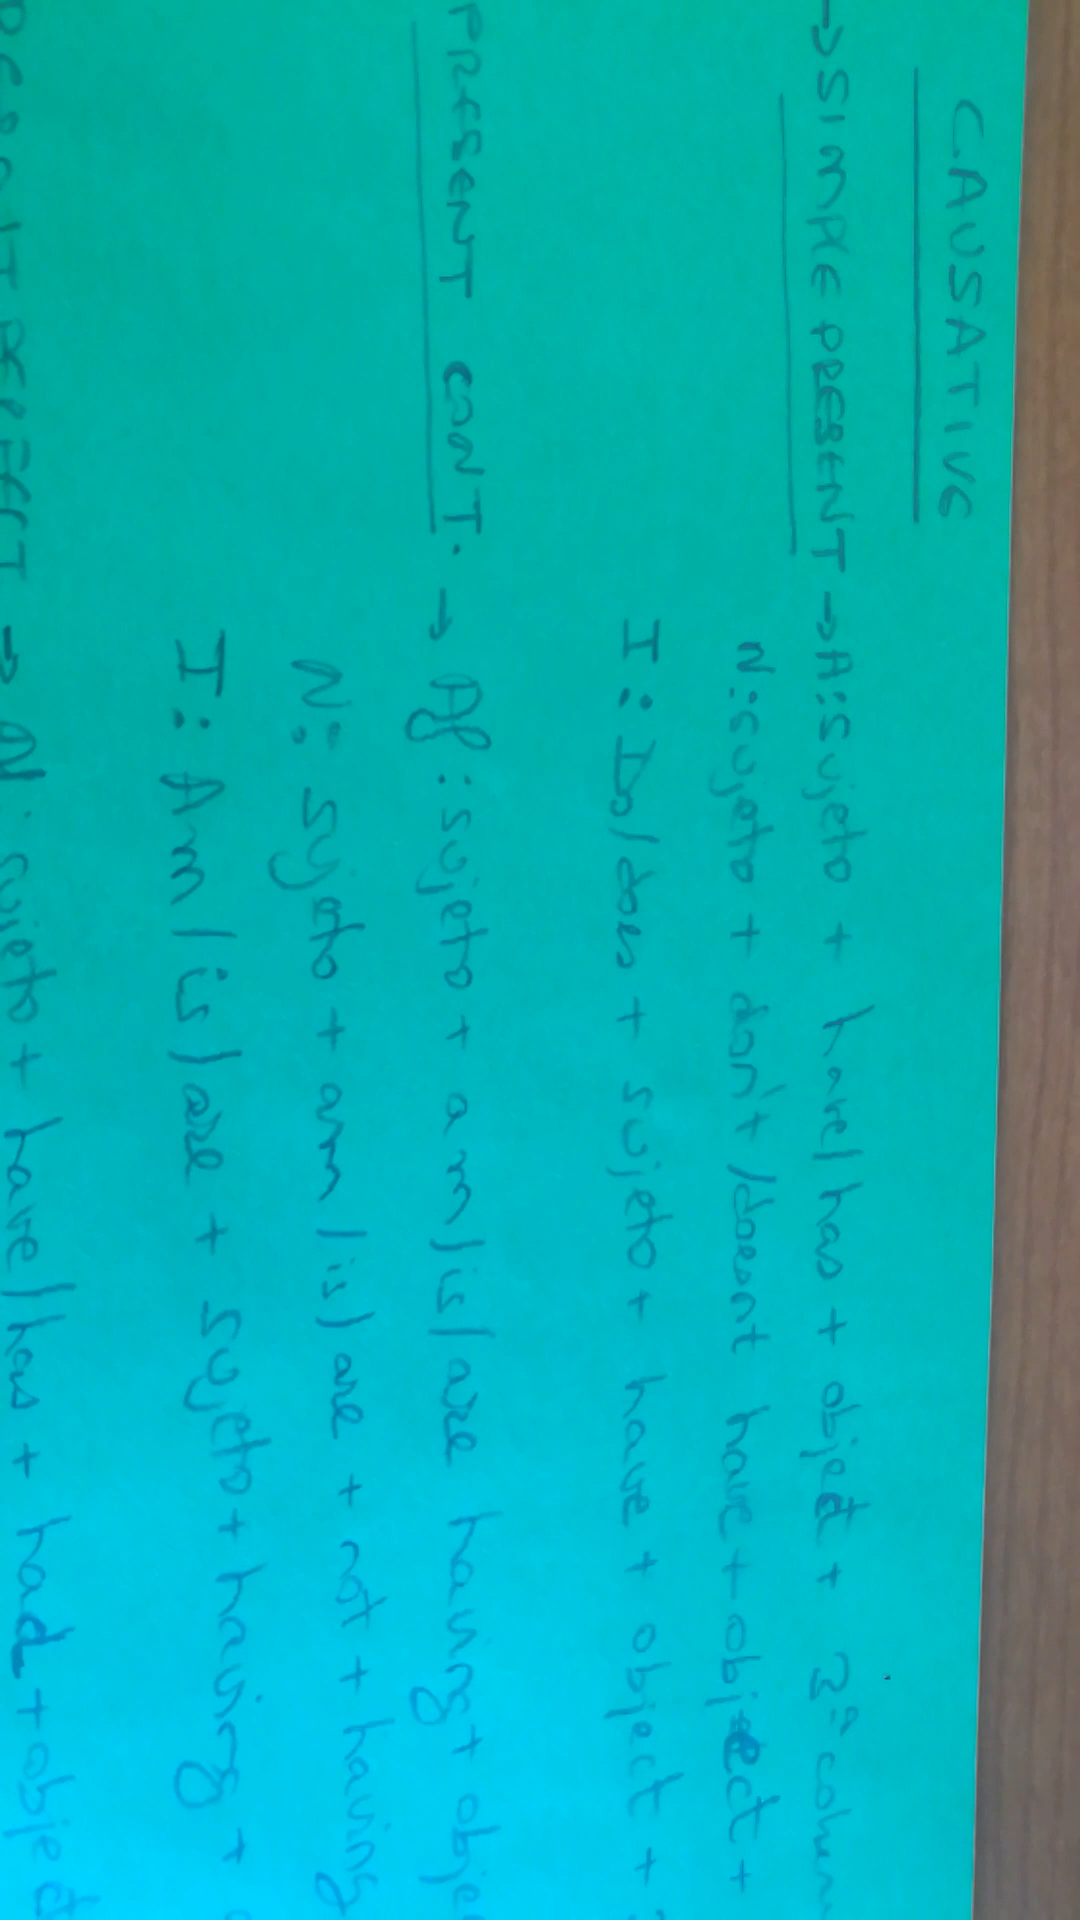 CAUSATIVE
→SIMPLE PRESENT→A: sujeto + have/has + object + 3ª colum
N: sujeto + don't/doesnt have + object +
I: Do/does + sujeto + have + object +
PRESENT CONT. → Af: sujeto + am/is/are having + obje
N: sujeto + am/is/are + not + having
I: Am/is/are + sujeto + having +
PERFECT → sujeto + have/has + had + object